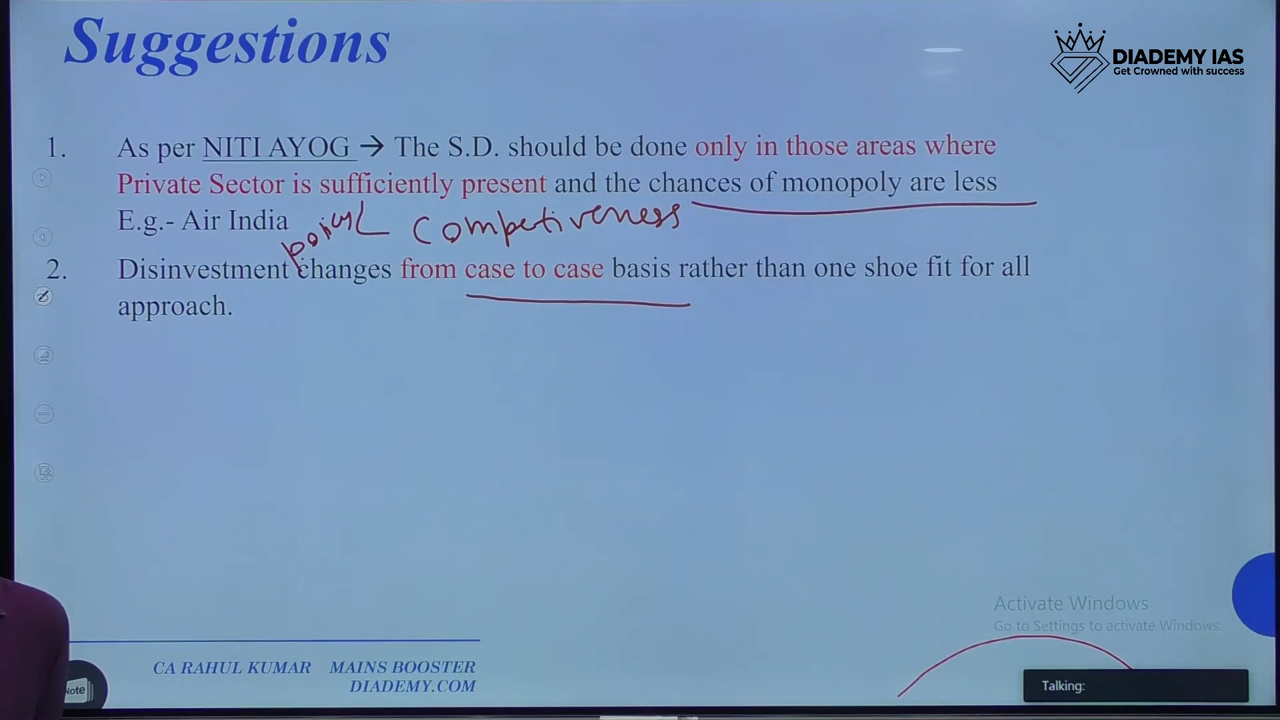 Suggestions
DIADEMY IAS
Get Crowned with success
1. As per NITI AYOG → The S.D. should be done only in those areas where
Private Sector is sufficiently present and the chances of monopoly are less
E.g.- Air India
Competiveness
policy
2. Disinvestment changes from case to case basis rather than one shoe fit for all
approach.
Activate Windows
Go to Settings to activate Windows.
CA RAHUL KUMAR MAINS BOOSTER
DIADEMY.COM
Note
Talking: